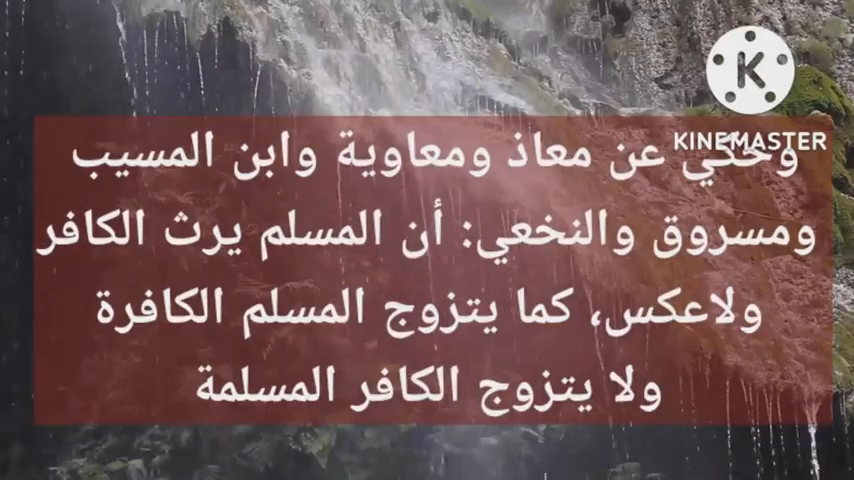 KINEMASTER
وحكي عن معاذ ومعاوية وابن المسيب
ومسروق والنخعي: أن المسلم يرث الكافر
ولاعكس، كما يتزوج المسلم الكافرة
ولا يتزوج الكافر المسلمة